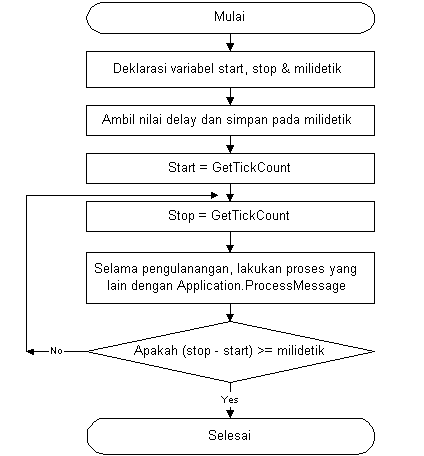 Mulai
Deklarasi variabel start, stop & milidetik
Ambil nilai delay dan simpan pada milidetik
Start = GetTickCount
Stop = GetTickCount
Selama pengulanangan, lakukan proses yang
lain dengan Application.ProcessMessage
Apakah (stop - start) >= milidetik
No
Yes
Selesai